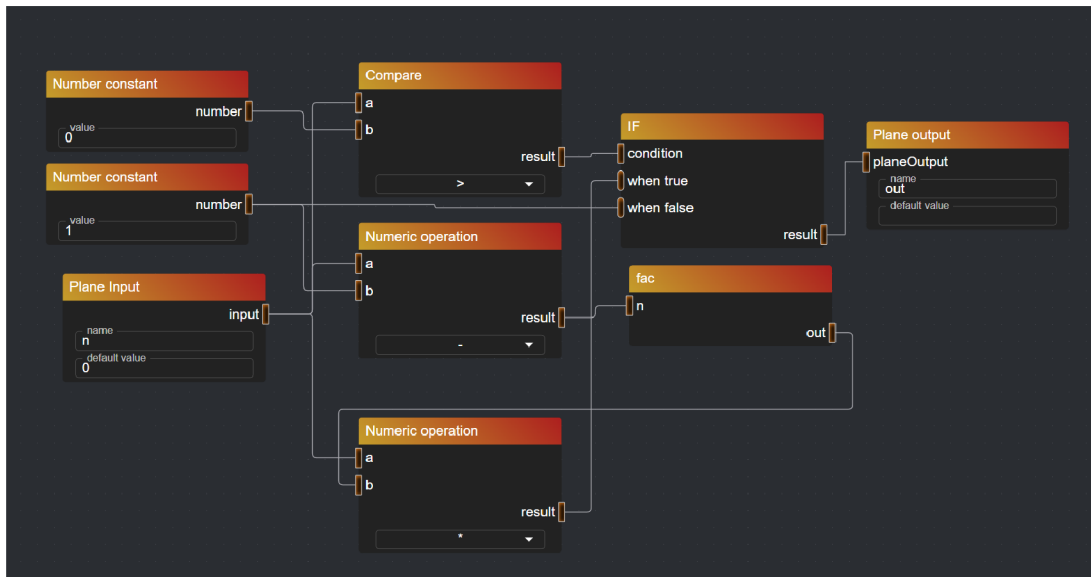 Number constant
number
value
0
Number constant
number
value
1
Plane Input
input
name
n
default value
0
Compare
a
b
result
>
Numeric operation
a
b
result
-
Numeric operation
a
b
result
*
IF
condition
when true
when false
result
fac
n
out
Plane output
planeOutput
name
out
default value